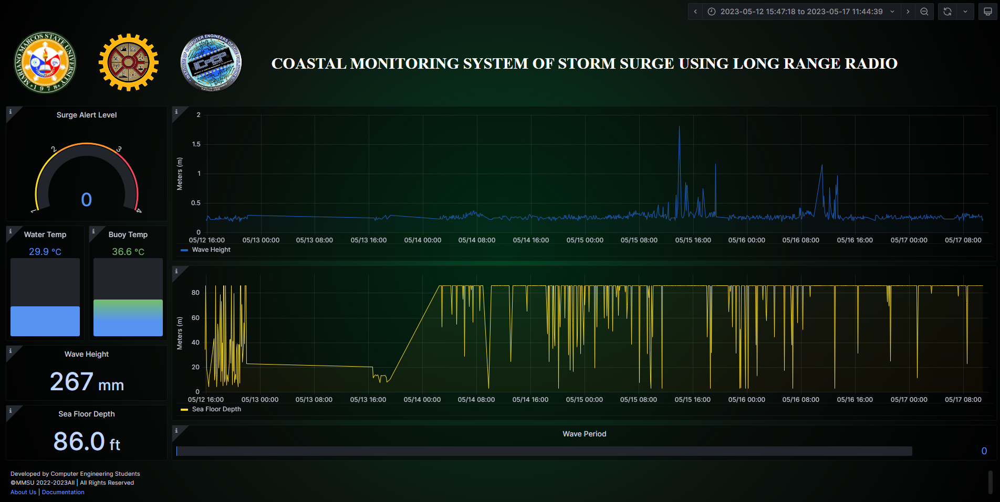 2023-05-12 15:47:18 to 2023-05-17 11:44:39
MARIANO MARCOS STATE UNIVERSITY
• 1978 •
INSTITUTE OF COMPUTER ENGINEERS OF THE PHILIPPINES
COASTAL MONITORING SYSTEM OF STORM SURGE USING LONG RANGE RADIO
Surge Alert Level
1
2
3
4
0
Water Temp
29.9 °C
Buoy Temp
36.6 °C
Wave Height
267 mm
Sea Floor Depth
86.0 ft
Meters (m)
2
1.5
1
0.5
0
05/12 16:00 05/13 00:00 05/13 08:00 05/13 16:00 05/14 00:00 05/14 08:00 05/14 16:00 05/15 00:00 05/15 08:00 05/15 16:00 05/16 00:00 05/16 08:00 05/16 16:00 05/17 00:00 05/17 08:00
Wave Height
Meters (m)
80
60
40
20
0
05/12 16:00 05/13 00:00 05/13 08:00 05/13 16:00 05/14 00:00 05/14 08:00 05/14 16:00 05/15 00:00 05/15 08:00 05/15 16:00 05/16 00:00 05/16 08:00 05/16 16:00 05/17 00:00 05/17 08:00
Sea Floor Depth
Wave Period
0
Developed by Computer Engineering Students
©MMSU 2022-2023All | All Rights Reserved
About Us | Documentation